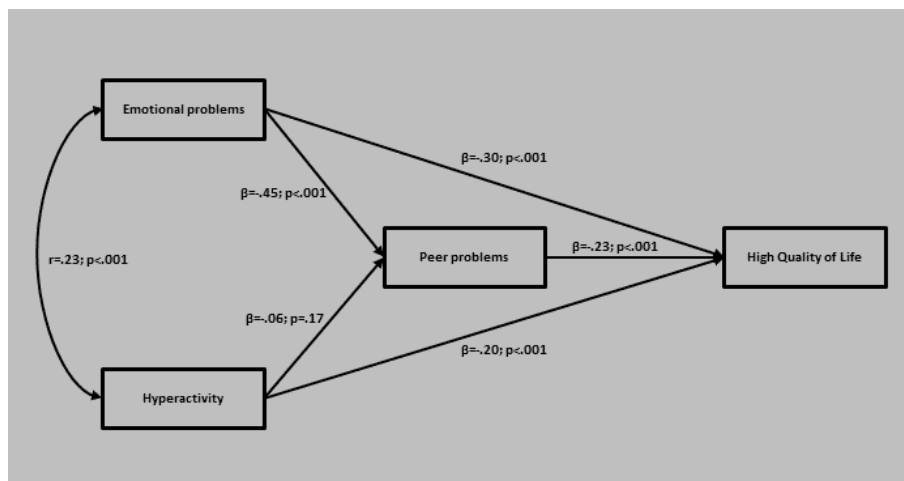 Emotional problems
β=-.30; p<.001
β=-.45; p<.001
r=.23; p<.001
Peer problems
β=-.23; p<.001
High Quality of Life
β=-.06; p=.17
β=-.20; p<.001
Hyperactivity